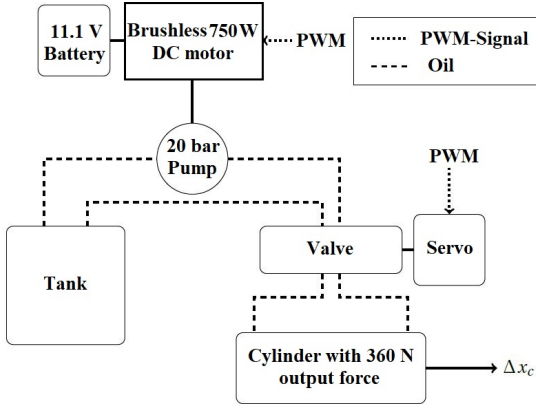 11.1 V
Battery
Brushless 750 W
DC motor
PWM
PWM-Signal
Oil
20 bar
Pump
PWM
Tank
Valve
Servo
Cylinder with 360 N
output force
Δx_c